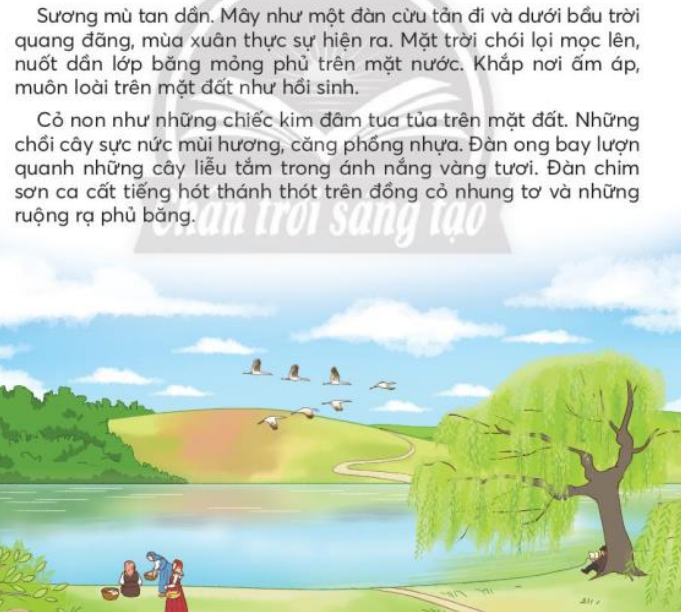 Sương mù tan dần. Mây như một đàn cừu tản đi và dưới bầu trời
quang đãng, mùa xuân thực sự hiện ra. Mặt trời chói lọi mọc lên,
nuốt dần lớp băng mỏng phủ trên mặt nước. Khắp nơi ấm áp,
muôn loài trên mặt đất như hồi sinh.
Cỏ non như những chiếc kim đâm tua tủa trên mặt đất. Những
chồi cây sực nức mùi hương, căng phồng nhựa. Đàn ong bay lượn
quanh những cây liễu tắm trong ánh nắng vàng tươi. Đàn chim
sơn ca cất tiếng hót thánh thót trên đồng cỏ nhung tơ và những
ruộng rạ phủ băng.
Chân trời sáng tạo